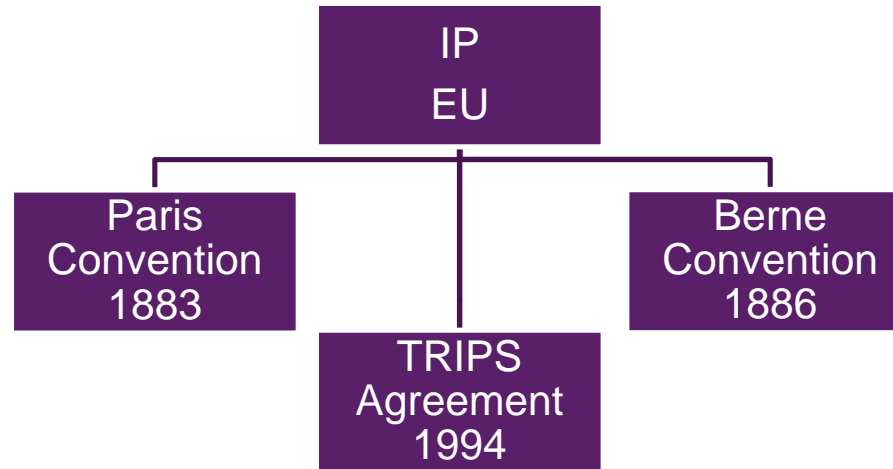 IP
EU
Paris
Convention
1883
Berne
Convention
1886
TRIPS
Agreement
1994